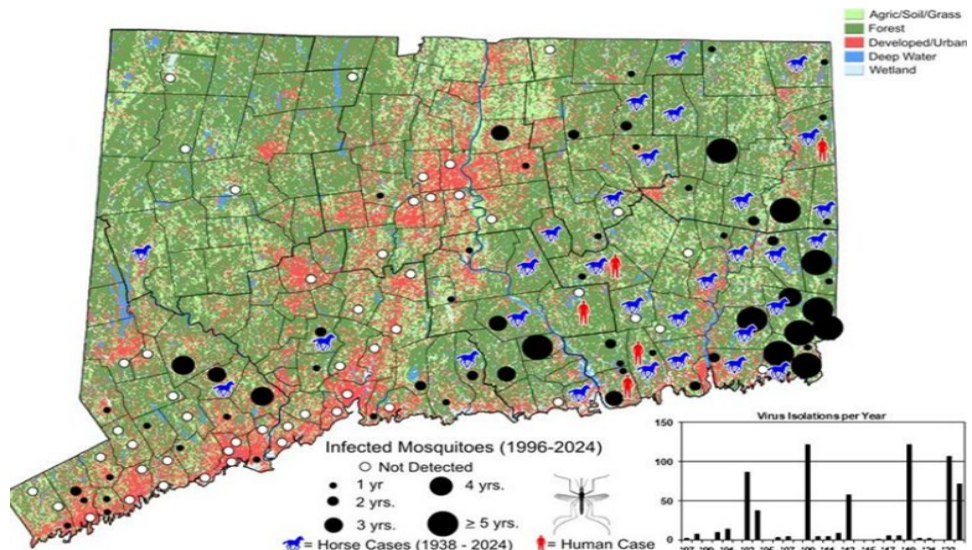 Agric/Soil/Grass
Forest
Developed/Urban
Deep Water
Wetland
Infected Mosquitoes (1996-2024)
Not Detected
1 yr
2 yrs.
3 yrs.
4 yrs.
≥ 5 yrs.
= Horse Cases (1938 - 2024)
= Human Case
Virus Isolations per Year
150
100
50
0